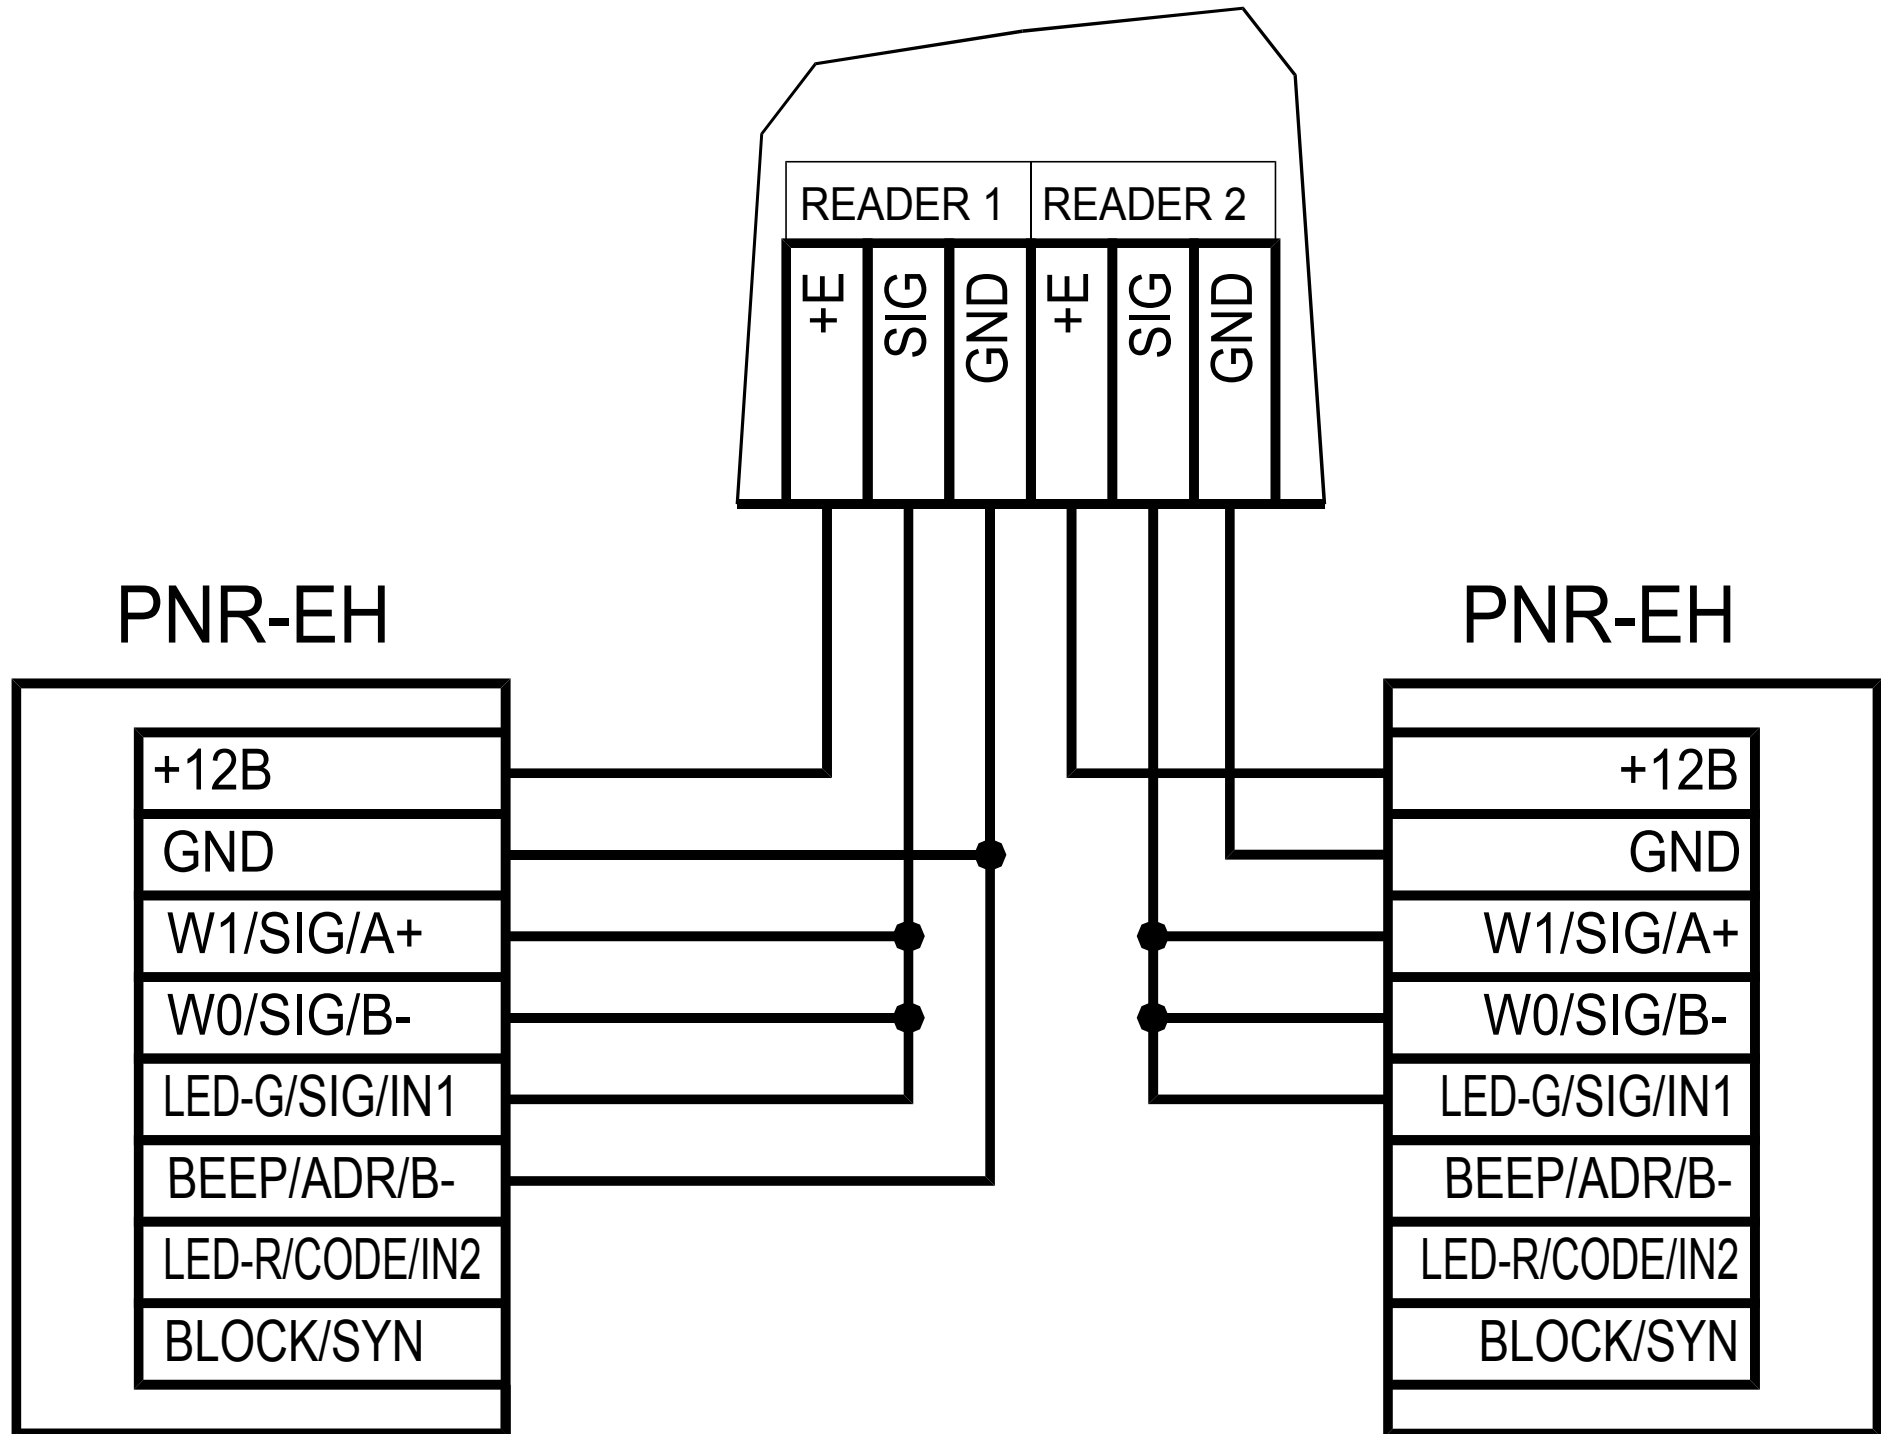 READER 1 READER 2
+E SIG GND +E SIG GND
PNR-EH
+12B
GND
W1/SIG/A+
W0/SIG/B-
LED-G/SIG/IN1
BEEP/ADR/B-
LED-R/CODE/IN2
BLOCK/SYN
PNR-EH
+12B
GND
W1/SIG/A+
W0/SIG/B-
LED-G/SIG/IN1
BEEP/ADR/B-
LED-R/CODE/IN2
BLOCK/SYN